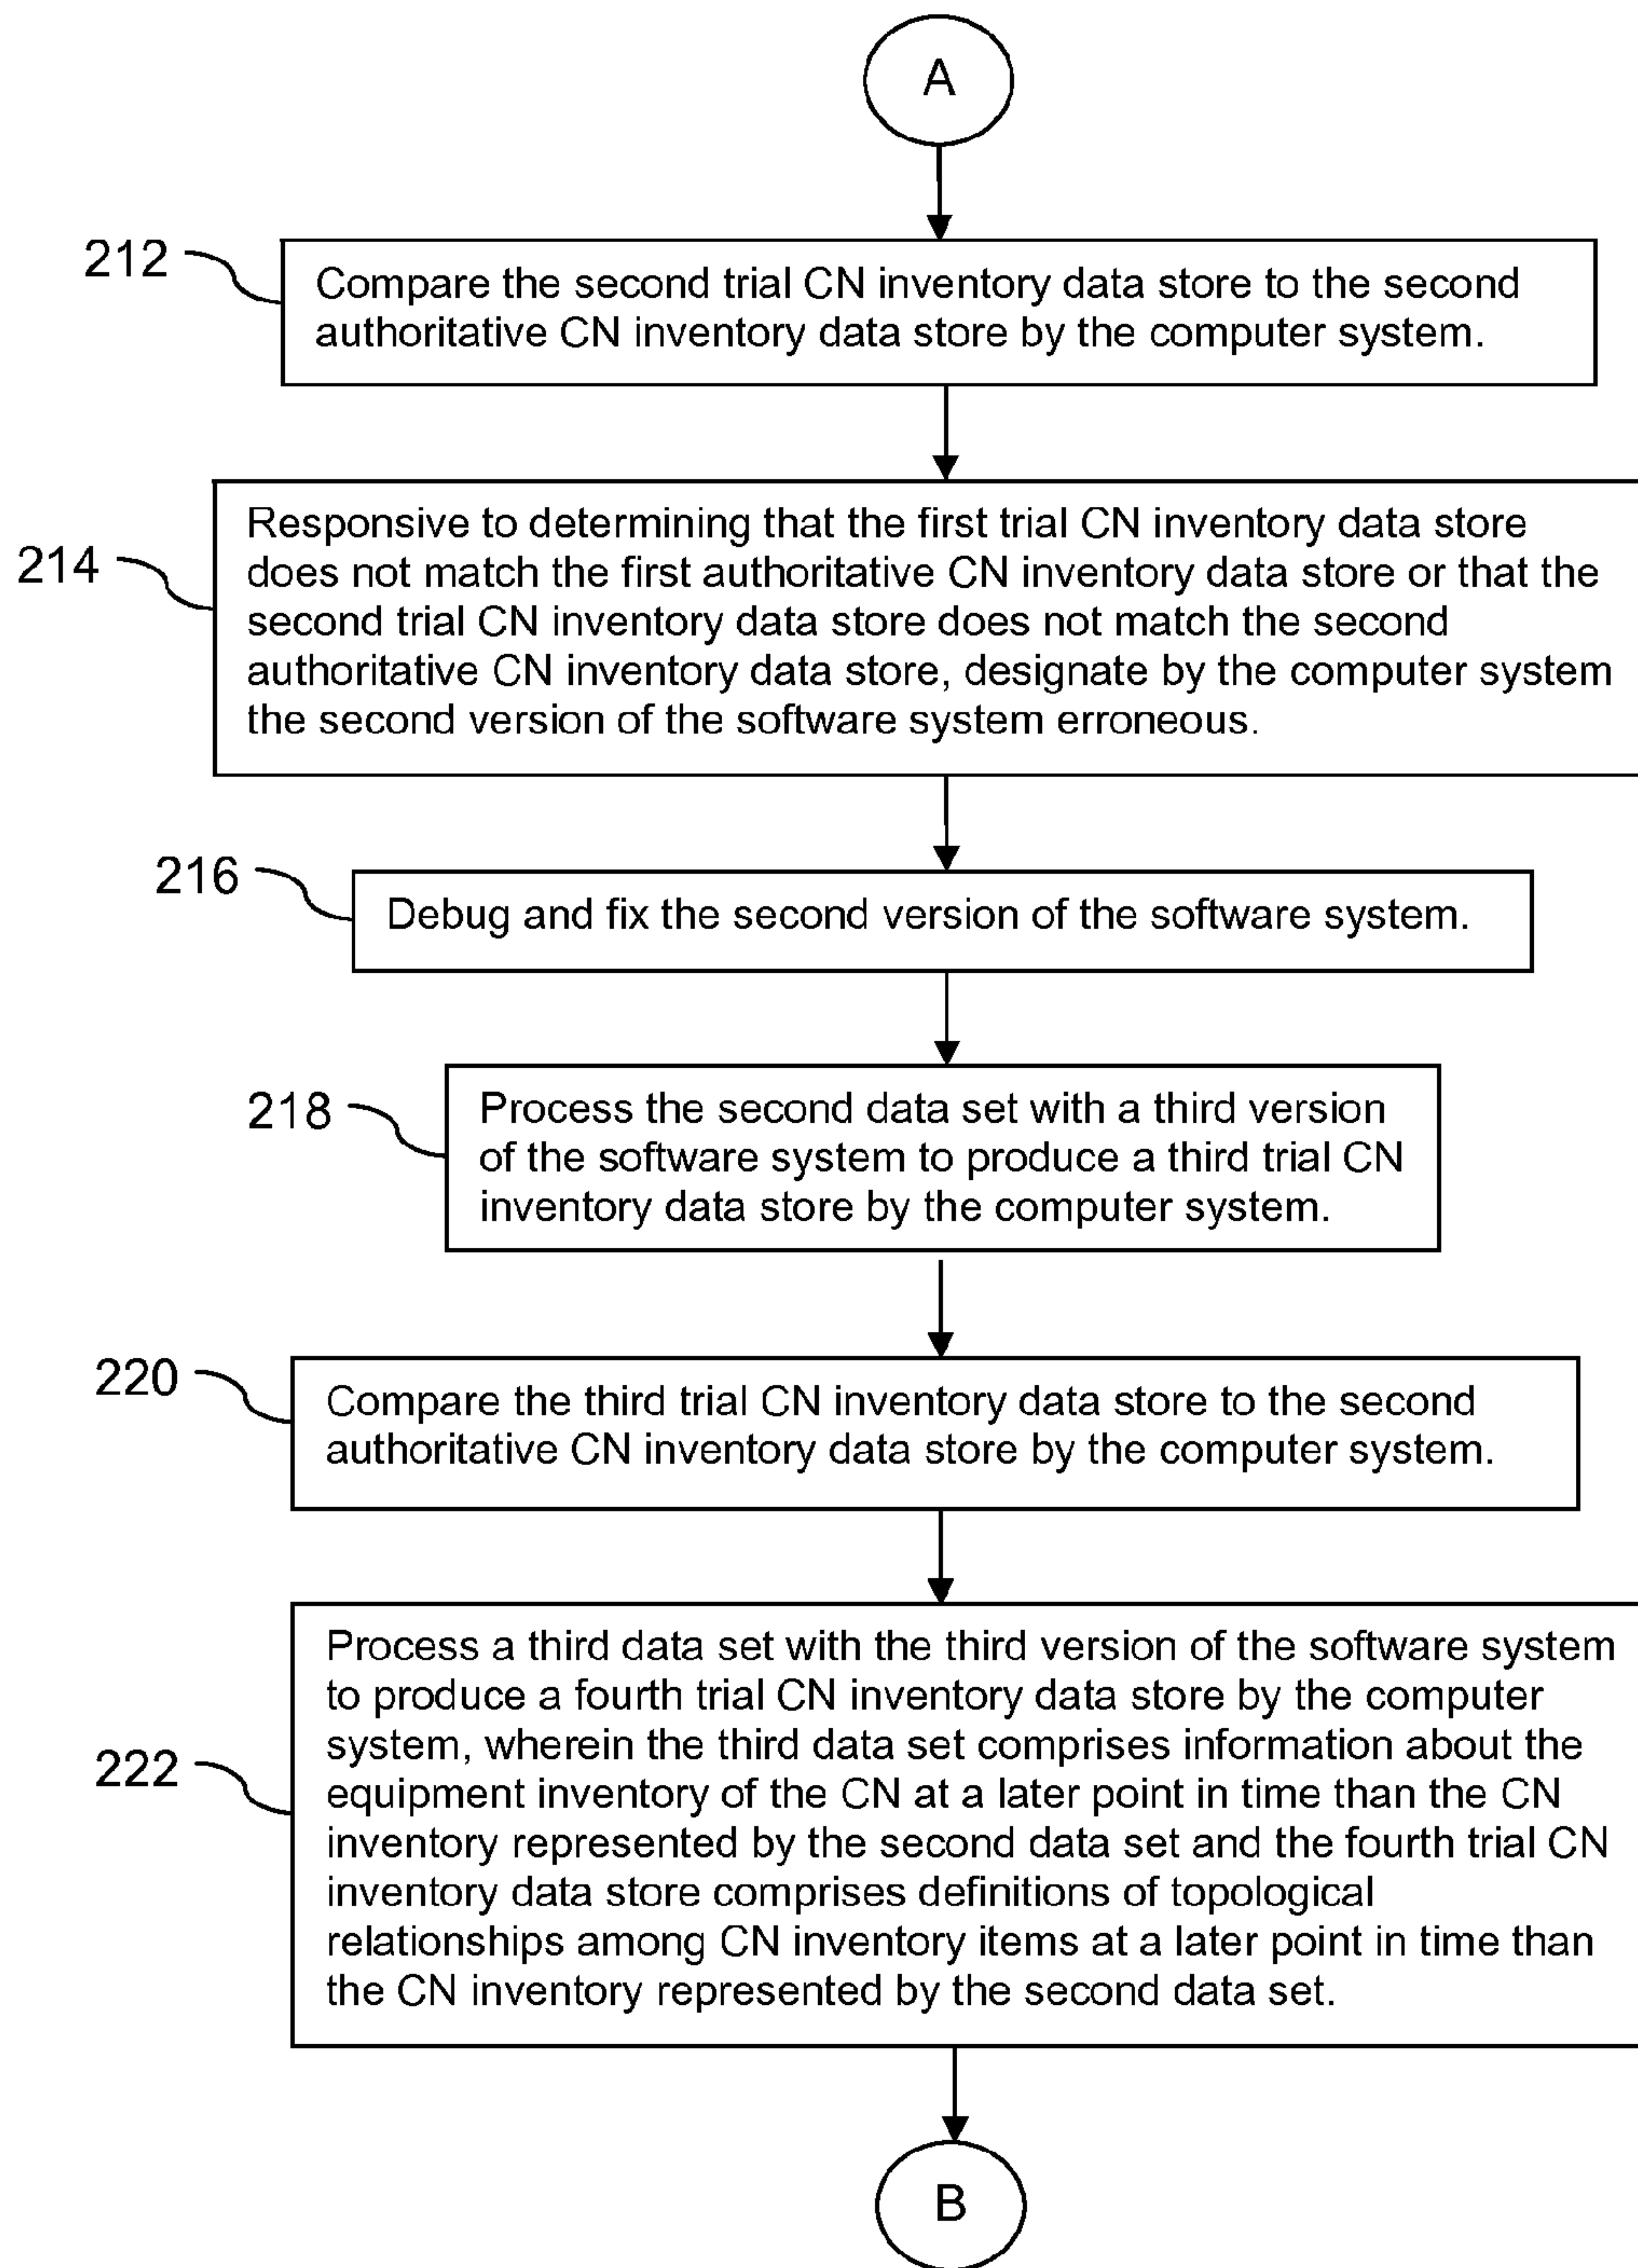 A
212
Compare the second trial CN inventory data store to the second
authoritative CN inventory data store by the computer system.
214
Responsive to determining that the first trial CN inventory data store
does not match the first authoritative CN inventory data store or that the
second trial CN inventory data store does not match the second
authoritative CN inventory data store, designate by the computer system
the second version of the software system erroneous.
216
Debug and fix the second version of the software system.
218
Process the second data set with a third version
of the software system to produce a third trial CN
inventory data store by the computer system.
220
Compare the third trial CN inventory data store to the second
authoritative CN inventory data store by the computer system.
222
Process a third data set with the third version of the software system
to produce a fourth trial CN inventory data store by the computer
system, wherein the third data set comprises information about the
equipment inventory of the CN at a later point in time than the CN
inventory represented by the second data set and the fourth trial CN
inventory data store comprises definitions of topological
relationships among CN inventory items at a later point in time than
the CN inventory represented by the second data set.
B